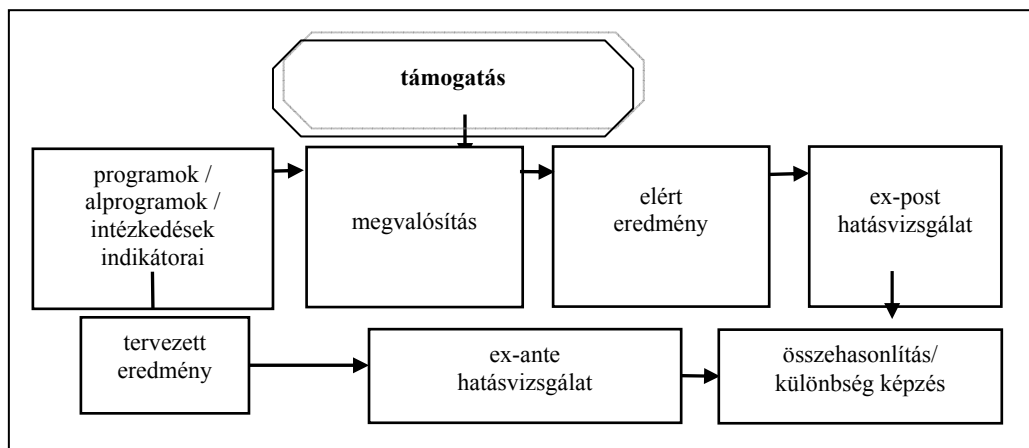 támogatás
programok /
alprogramok /
intézkedések
indikátorai
megvalósítás
elért
eredmény
ex-post
hatásvizsgálat
tervezett
eredmény
ex-ante
hatásvizsgálat
összehasonlítás/
különbség képzés